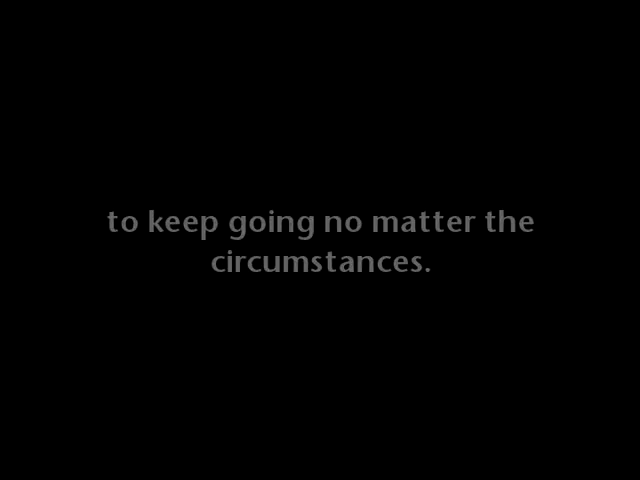 to keep going no matter the
circumstances.